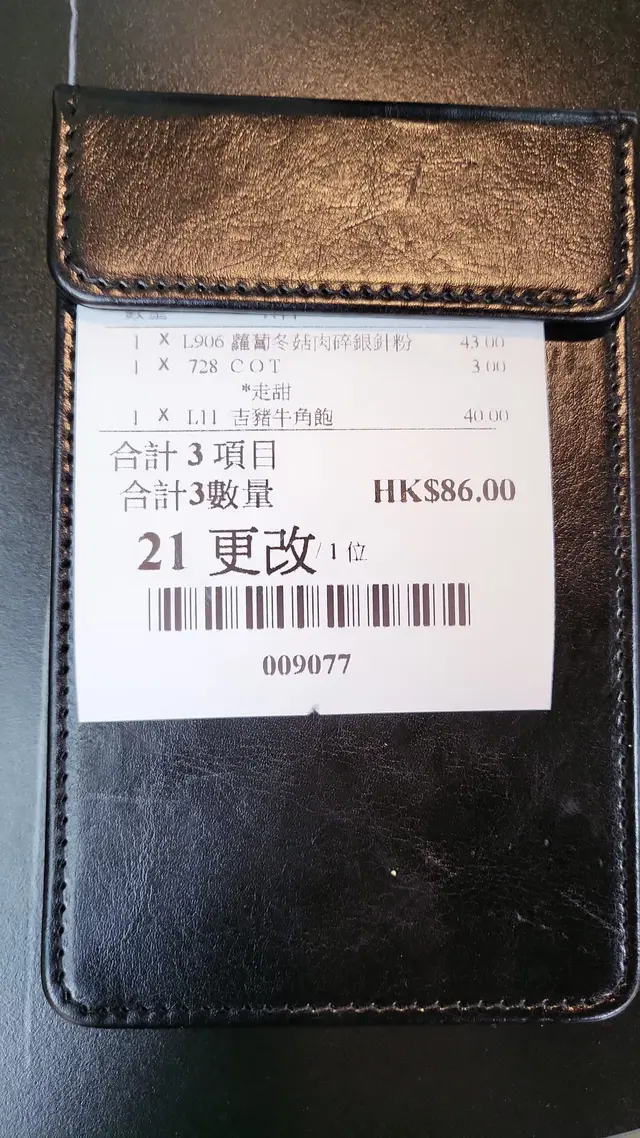 數量
1 X L906 蘿蔔冬菇肉碎銀針粉 43.00
1 X 728 C O T 3.00
*走甜
1 X L11 吉豬牛角飽 40.00
合計 3 項目
合計3數量 HK$86.00
21 更改/1 位
009077